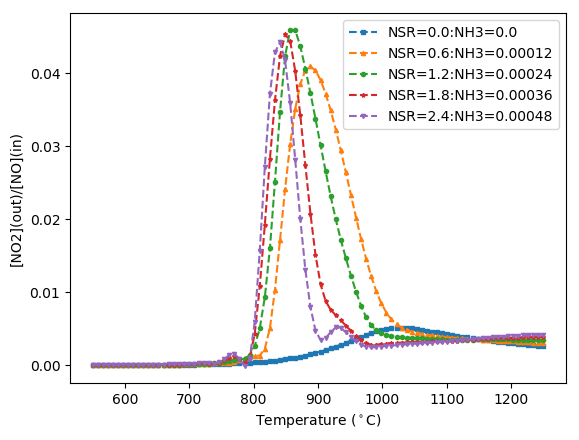 NSR=0.0:NH3=0.0
NSR=0.6:NH3=0.00012
NSR=1.2:NH3=0.00024
NSR=1.8:NH3=0.00036
NSR=2.4:NH3=0.00048
[NO2](out)/[NO](in)
0.04
0.03
0.02
0.01
0.00
600 700 800 900 1000 1100 1200
Temperature (°C)